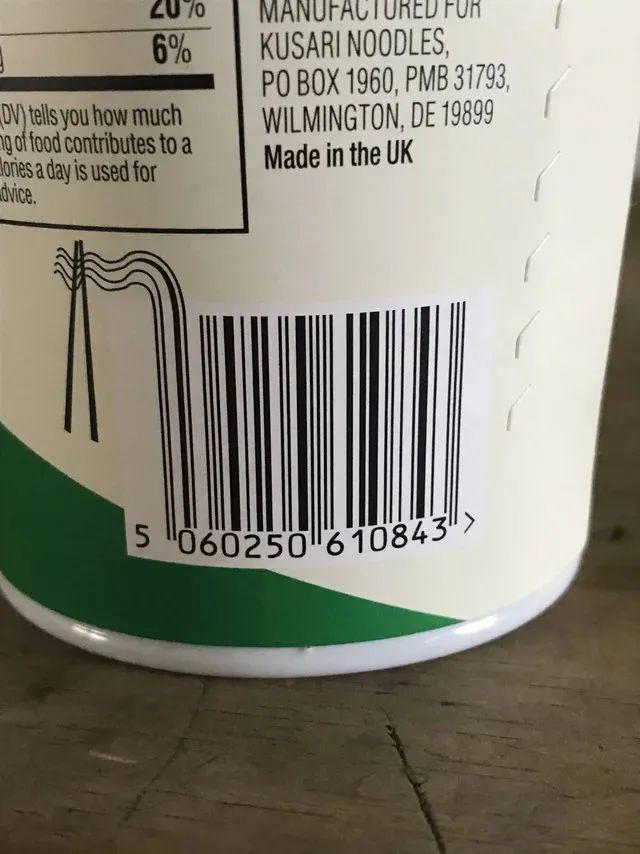 20%
6%
(DV) tells you how much
of food contributes to a
a day is used for
MANUFACTURED FOR
KUSARI NOODLES,
PO BOX 1960, PMB 31793,
WILMINGTON, DE 19899
Made in the UK
5 060250 610843 >